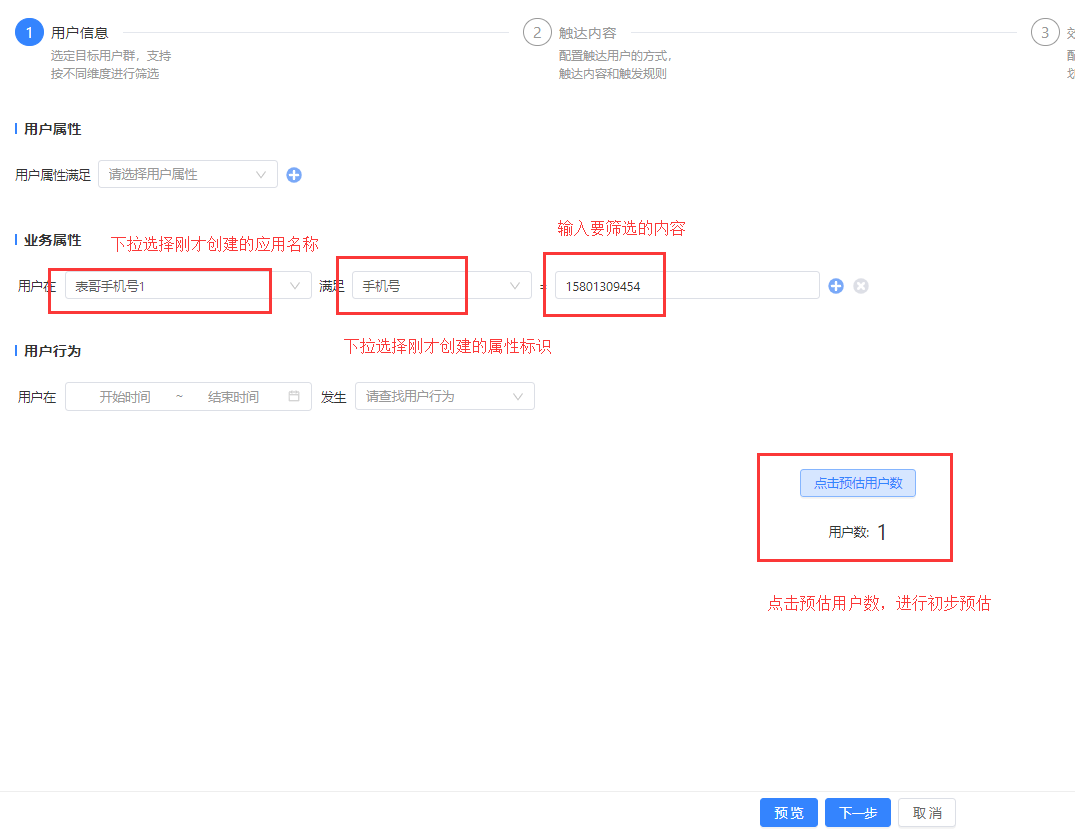 1 用户信息
选定目标用户群，支持
按不同维度进行筛选
2 触达内容
配置触达用户的方式，
触达内容和触发规则
3
用户属性
用户属性满足 请选择用户属性
输入要筛选的内容
业务属性 下拉选择刚才创建的应用名称
用户在 表哥手机号1 满足 手机号 = 15801309454
下拉选择刚才创建的属性标识
用户行为
用户在 开始时间 ~ 结束时间 发生 请查找用户行为
点击预估用户数
用户数: 1
点击预估用户数，进行初步预估
预览 下一步 取消